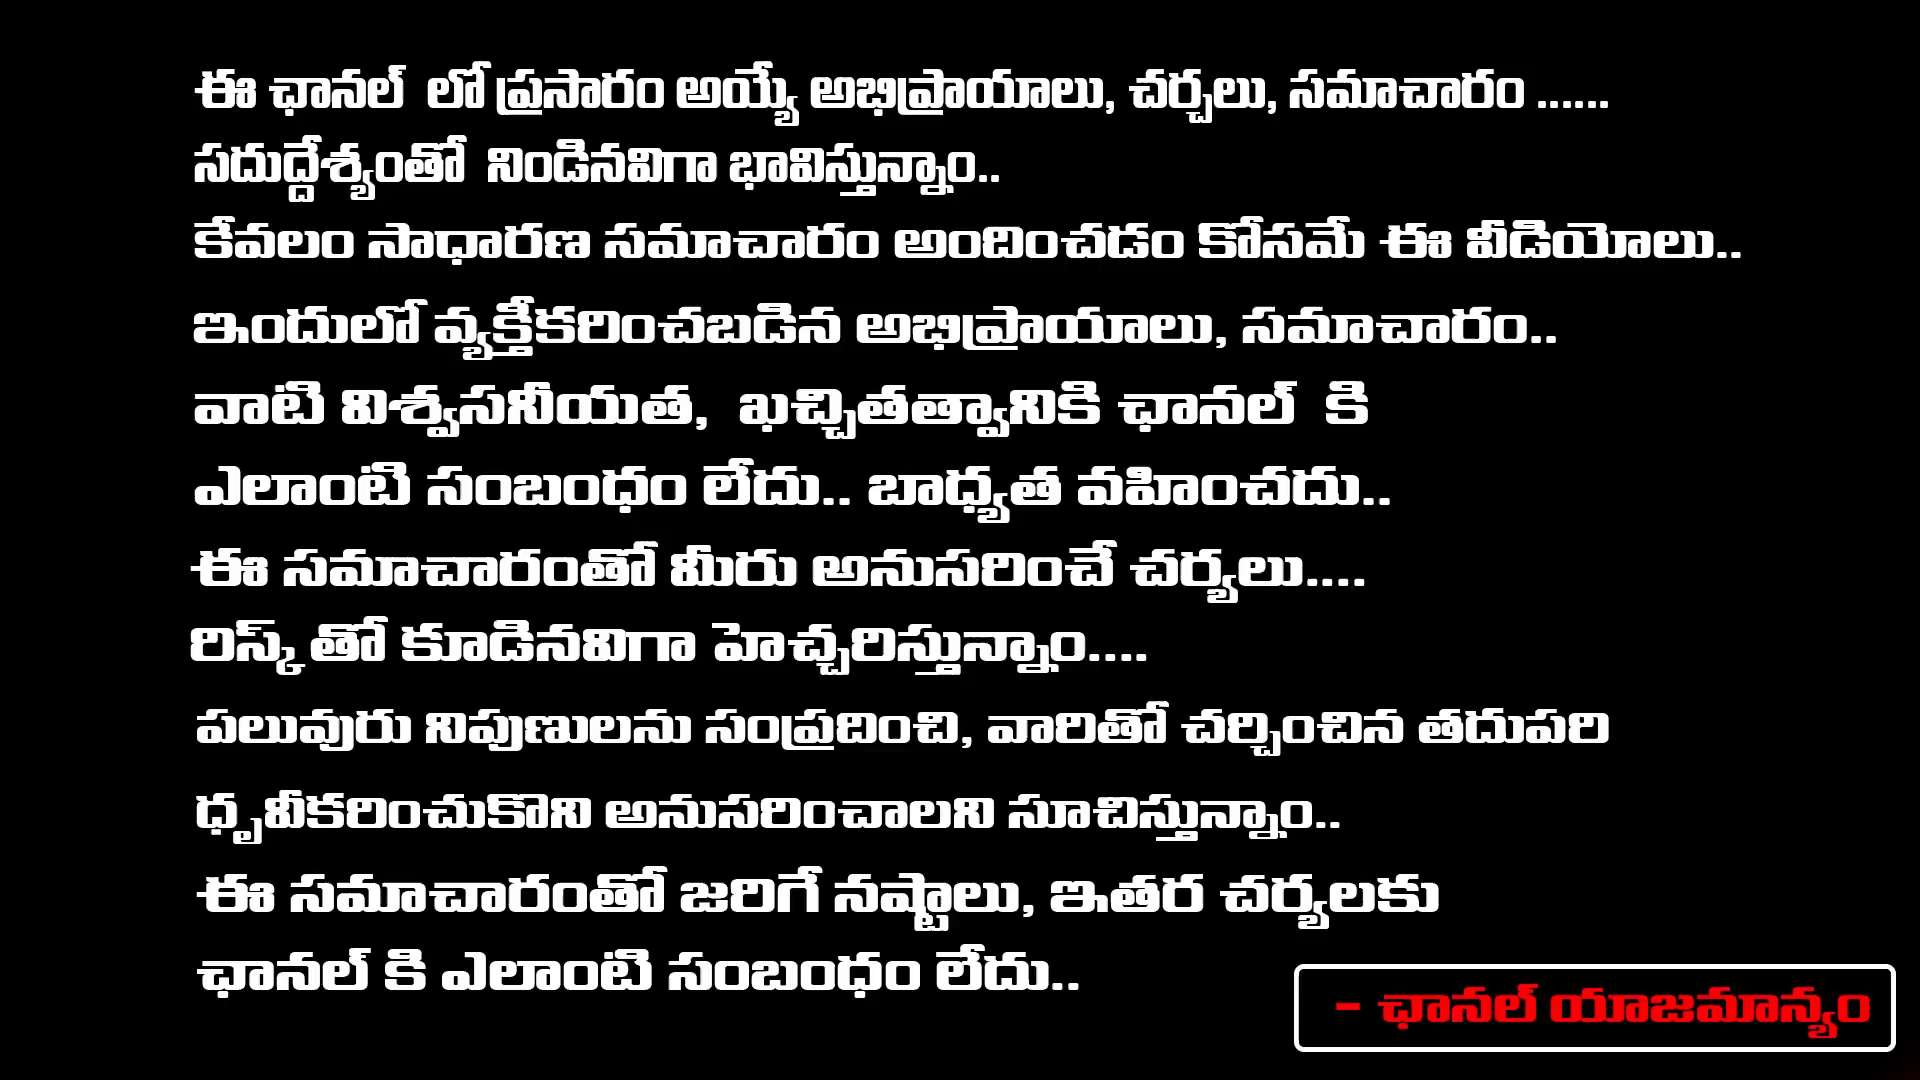 ఈ ఛానల్ లో ప్రసారం అయ్యే అభిప్రాయాలు, చర్చలు, సమాచారం ......
సదుద్దేశ్యంతో నిండినవిగా భావిస్తున్నాం..
కేవలం సాధారణ సమాచారం అందించడం కోసమే ఈ వీడియోలు..
ఇందులో వ్యక్తీకరించబడిన అభిప్రాయాలు, సమాచారం..
వాటి విశ్వసనీయత, ఖచ్చితత్వానికి ఛానల్ కి
ఎలాంటి సంబంధం లేదు.. బాధ్యత వహించదు..
ఈ సమాచారంతో మీరు అనుసరించే చర్యలు....
రిస్క్ తో కూడినవిగా హెచ్చరిస్తున్నాం....
పలువురు నిపుణులను సంప్రదించి, వారితో చర్చించిన తదుపరి
ధృవీకరించుకొని అనుసరించాలని సూచిస్తున్నాం..
ఈ సమాచారంతో జరిగే నష్టాలు, ఇతర చర్యలకు
ఛానల్ కి ఎలాంటి సంబంధం లేదు..
- ఛానల్ యాజమాన్యం